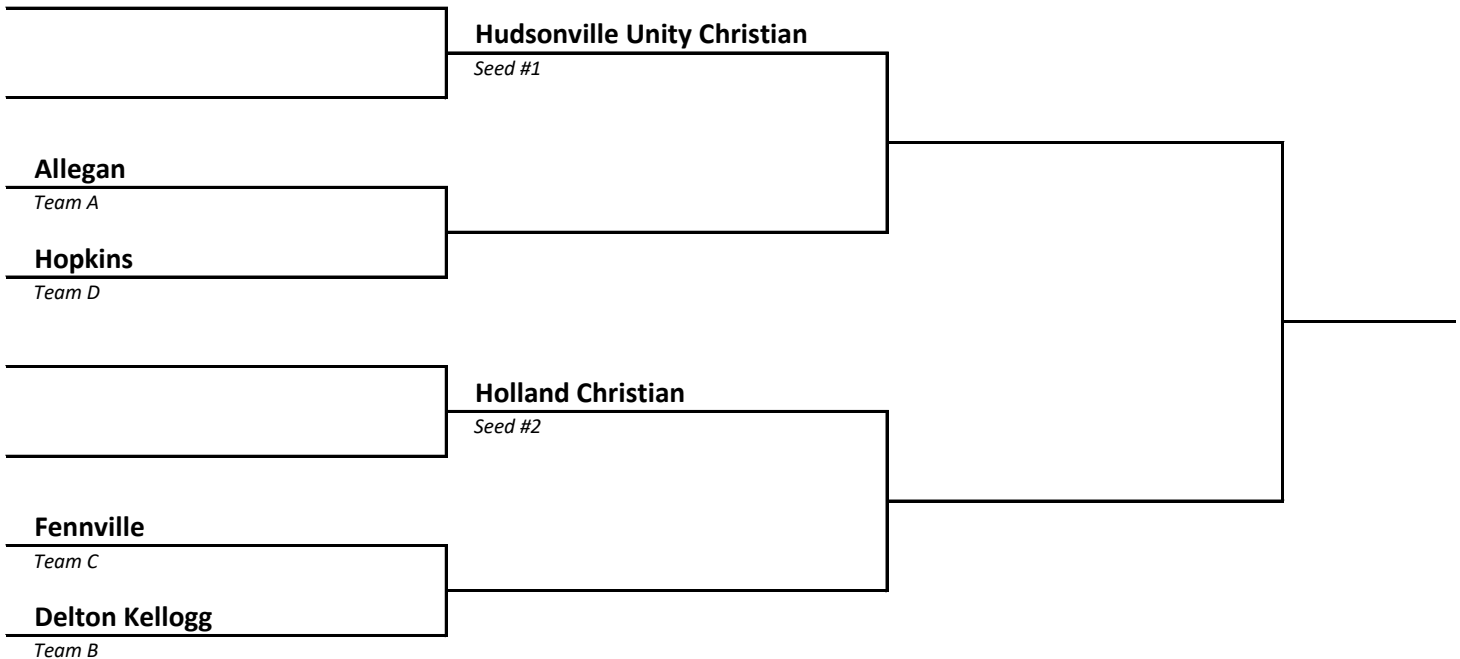 Hudsonville Unity Christian
Seed #1
Allegan
Team A
Hopkins
Team D
Holland Christian
Seed #2
Fennville
Team C
Delton Kellogg
Team B